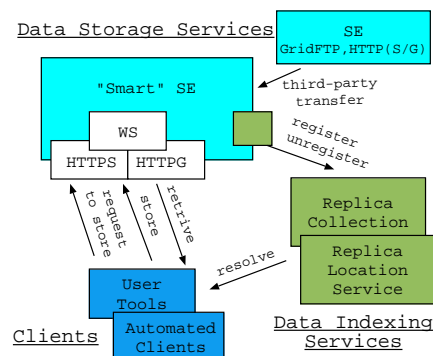 Data Storage Services
SE
GridFTP,HTTP(S/G)
"Smart" SE
third-party
transfer
WS
HTTPS
HTTPG
register
unregister
request
to store
store
retrive
Replica
Collection
Replica
Location
Service
resolve
User
Tools
Automated
Clients
Clients
Data Indexing
Services